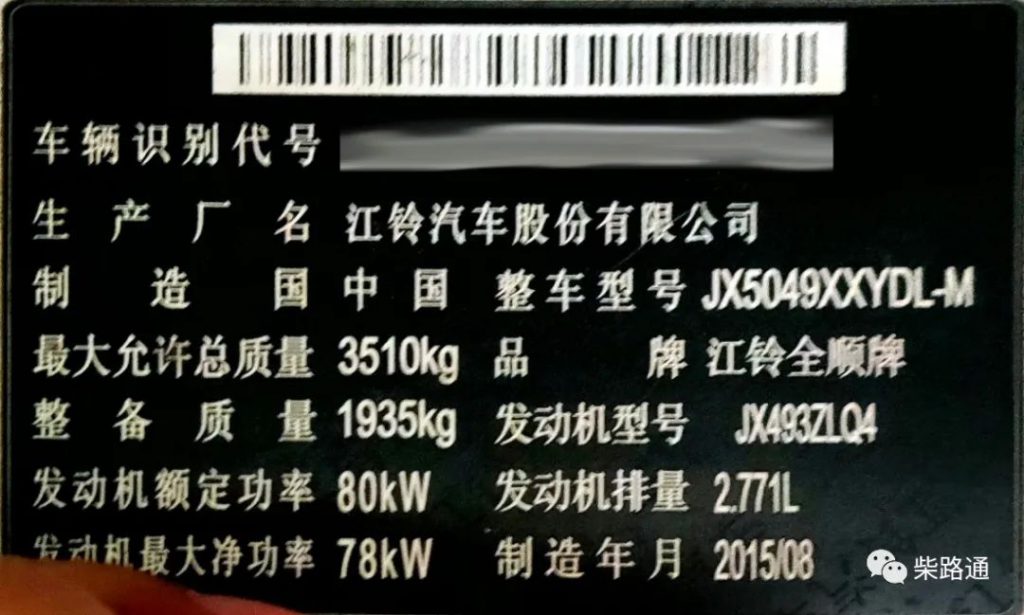 车辆识别代号
生产厂名 江铃汽车股份有限公司
制造国 中国 整车型号 JX5049XXYDL-M
最大允许总质量 3510kg 品牌 江铃全顺牌
整备质量 1935kg 发动机型号 JX493ZLQ4
发动机额定功率 80kW 发动机排量 2.771L
发动机最大净功率 78kW 制造年月 2015/08
柴路通